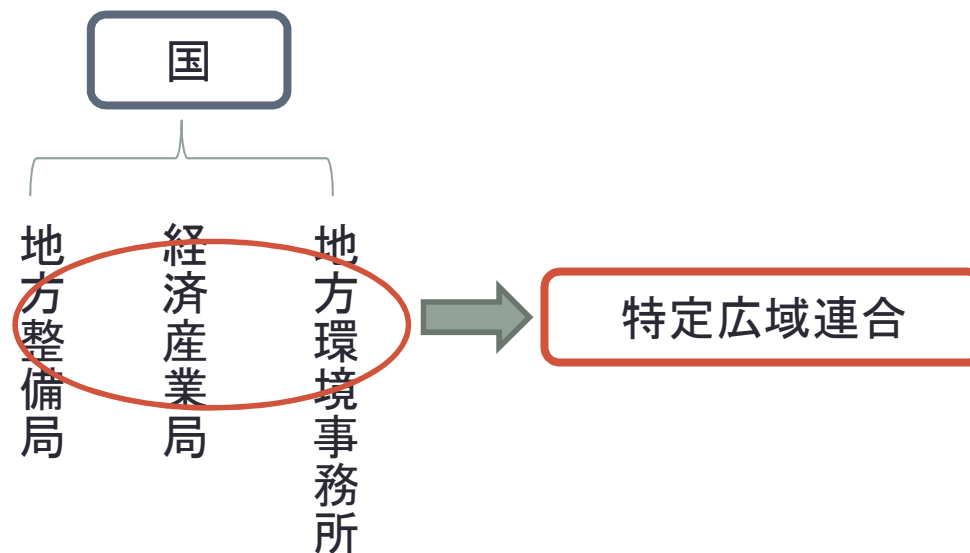 国
地方整備局
経済産業局
地方環境事務所
特定広域連合